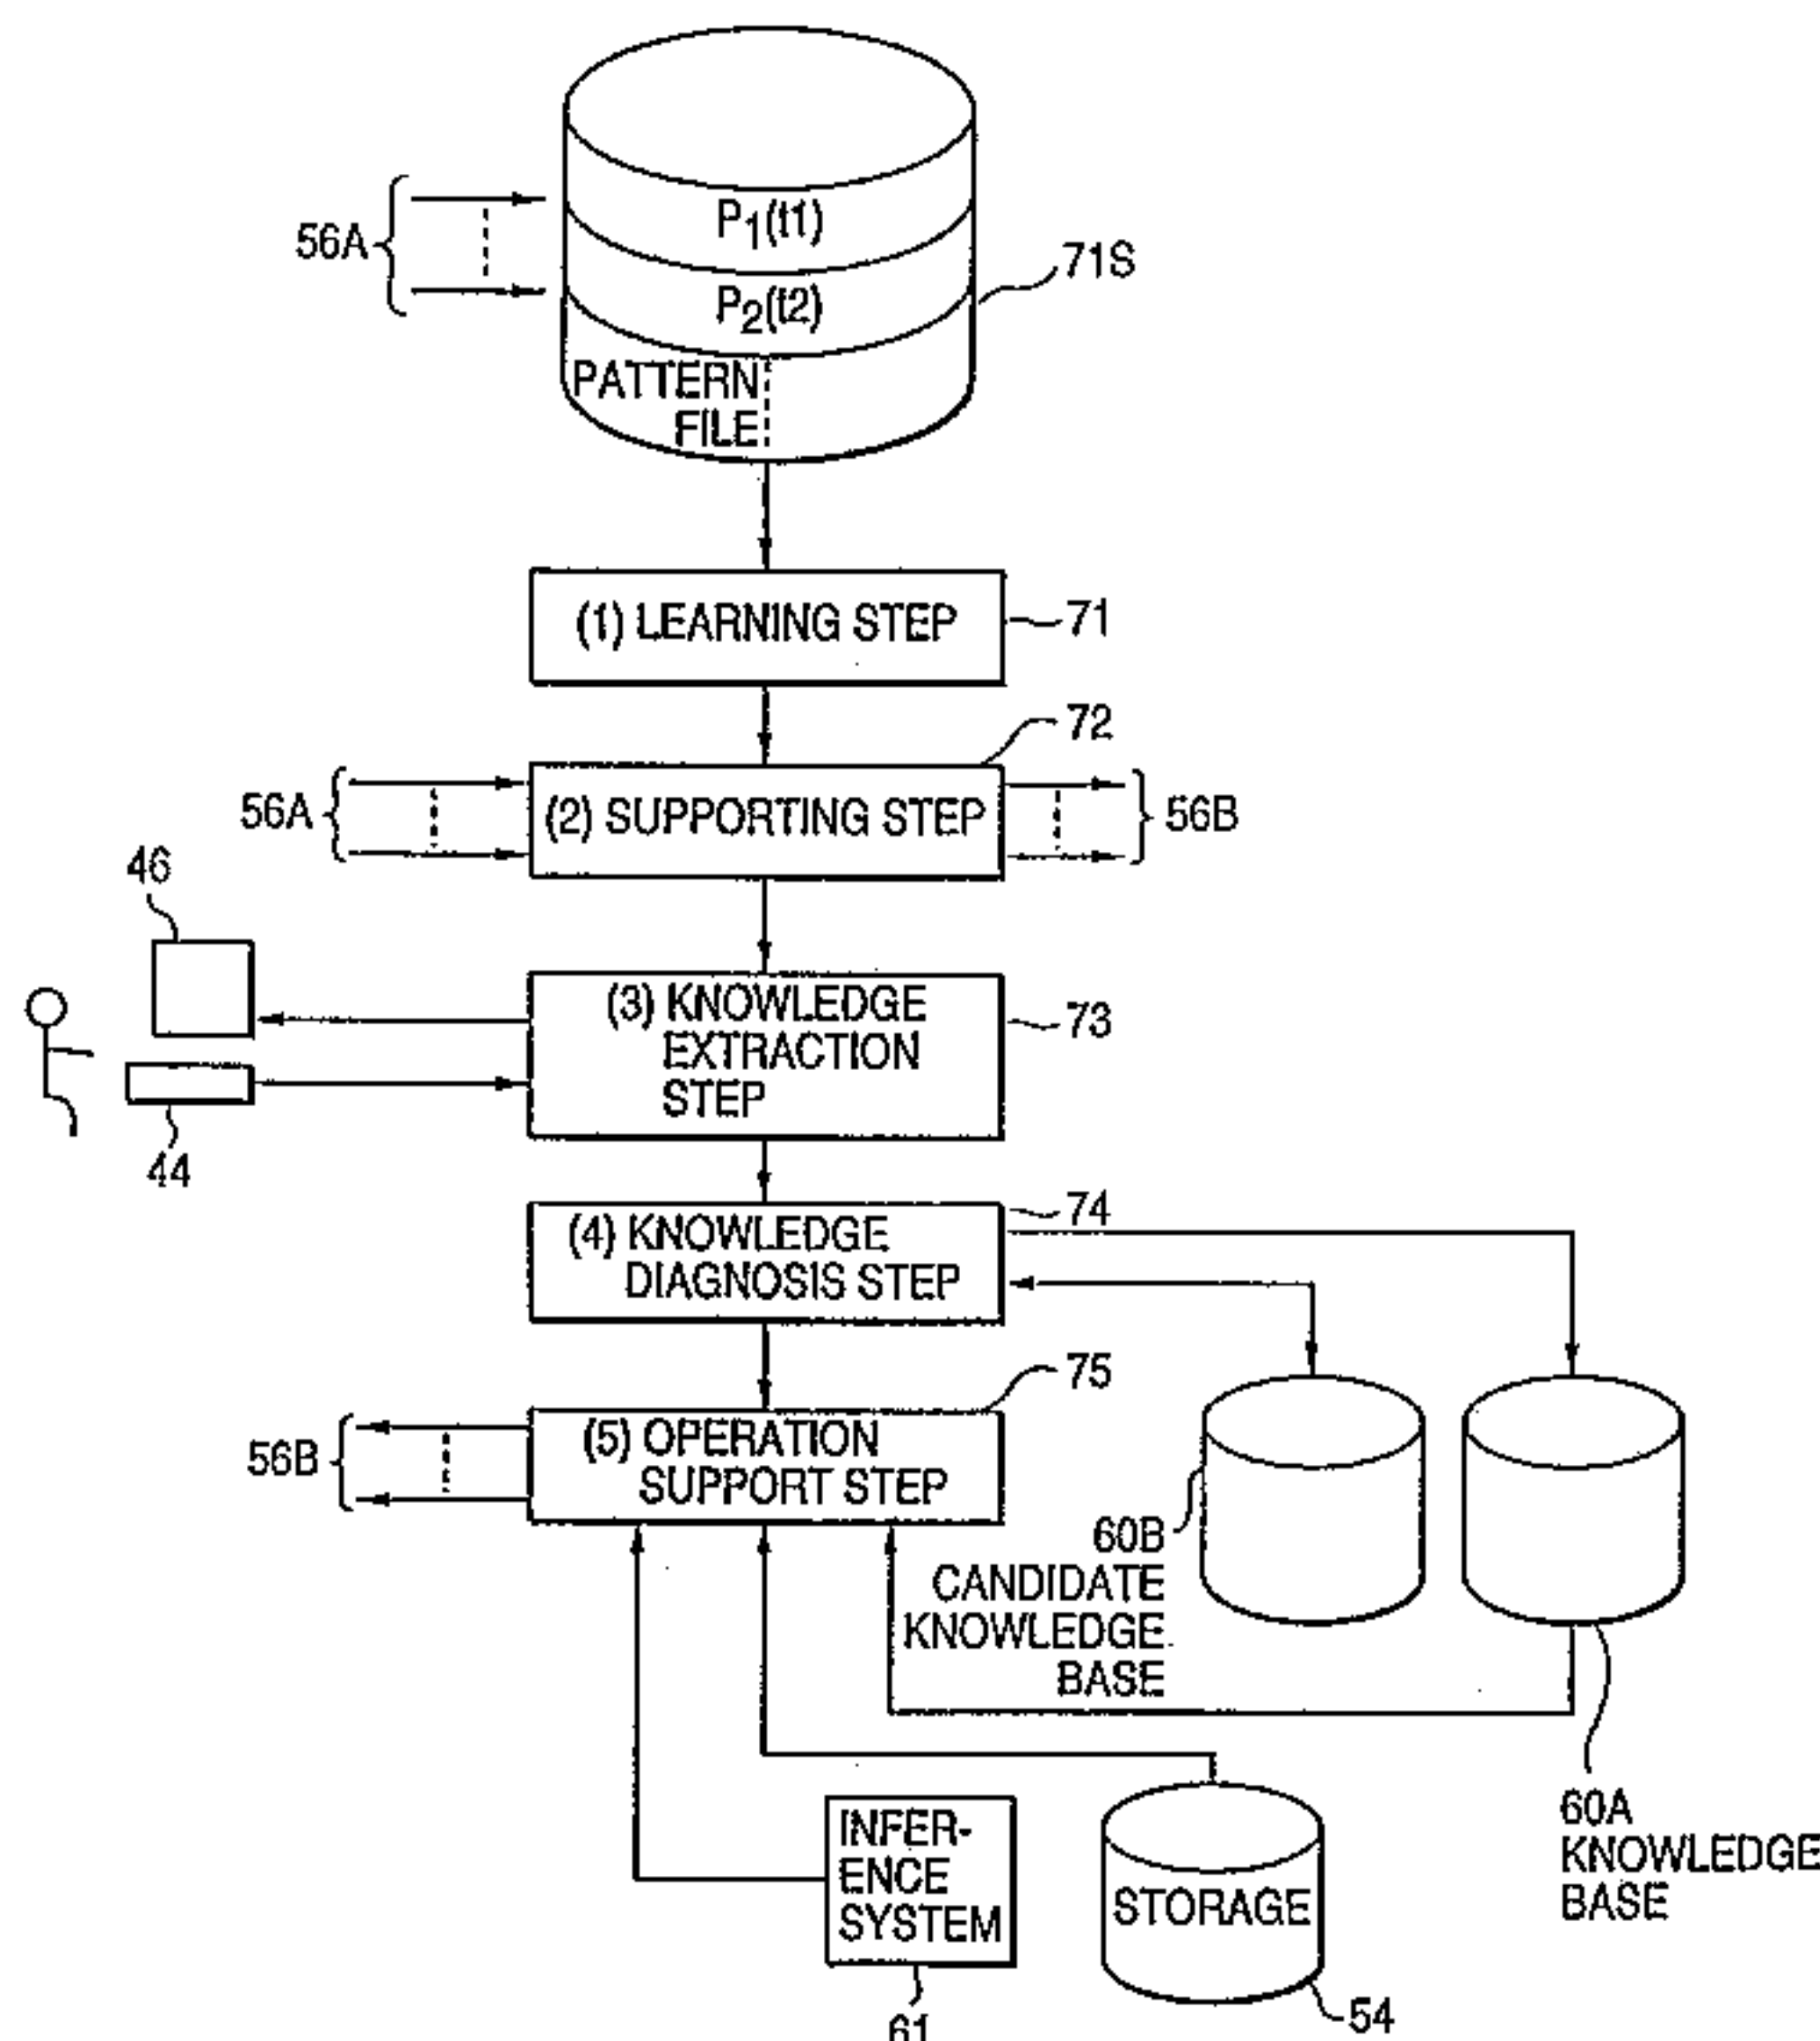 P1(t1)
56A
71S
P2(t2)
PATTERN
FILE
(1) LEARNING STEP
71
72
56A
(2) SUPPORTING STEP
56B
46
(3) KNOWLEDGE
EXTRACTION
STEP
73
44
74
(4) KNOWLEDGE
DIAGNOSIS STEP
75
56B
(5) OPERATION
SUPPORT STEP
60B
CANDIDATE
KNOWLEDGE
BASE
60A
KNOWLEDGE
BASE
INFER-
ENCE
SYSTEM
STORAGE
61
54